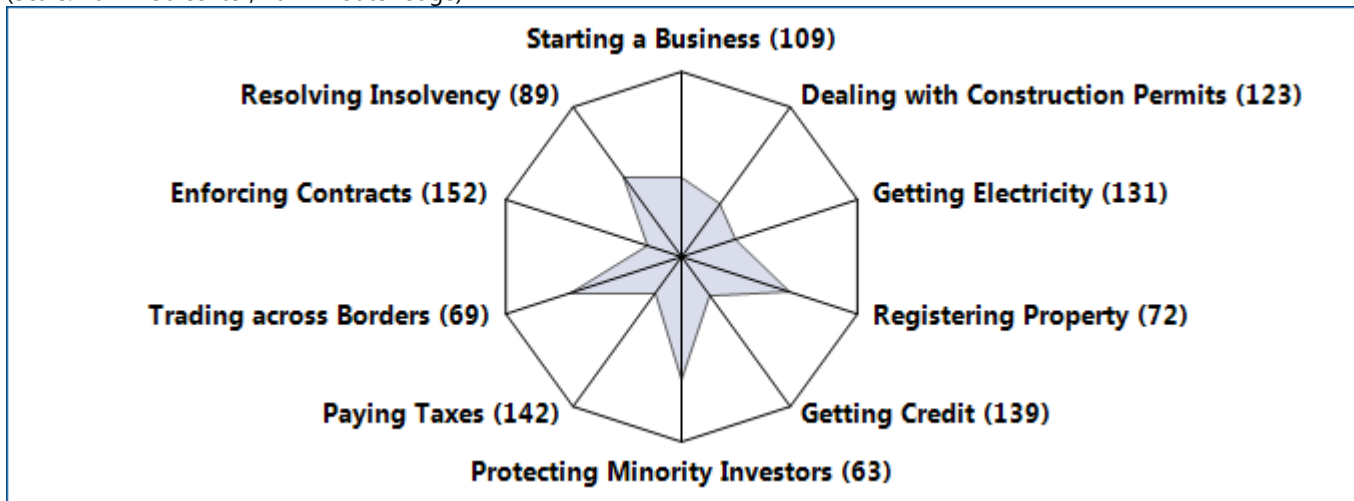 Starting a Business (109)
Resolving Insolvency (89)
Dealing with Construction Permits (123)
Enforcing Contracts (152)
Getting Electricity (131)
Trading across Borders (69)
Registering Property (72)
Paying Taxes (142)
Getting Credit (139)
Protecting Minority Investors (63)